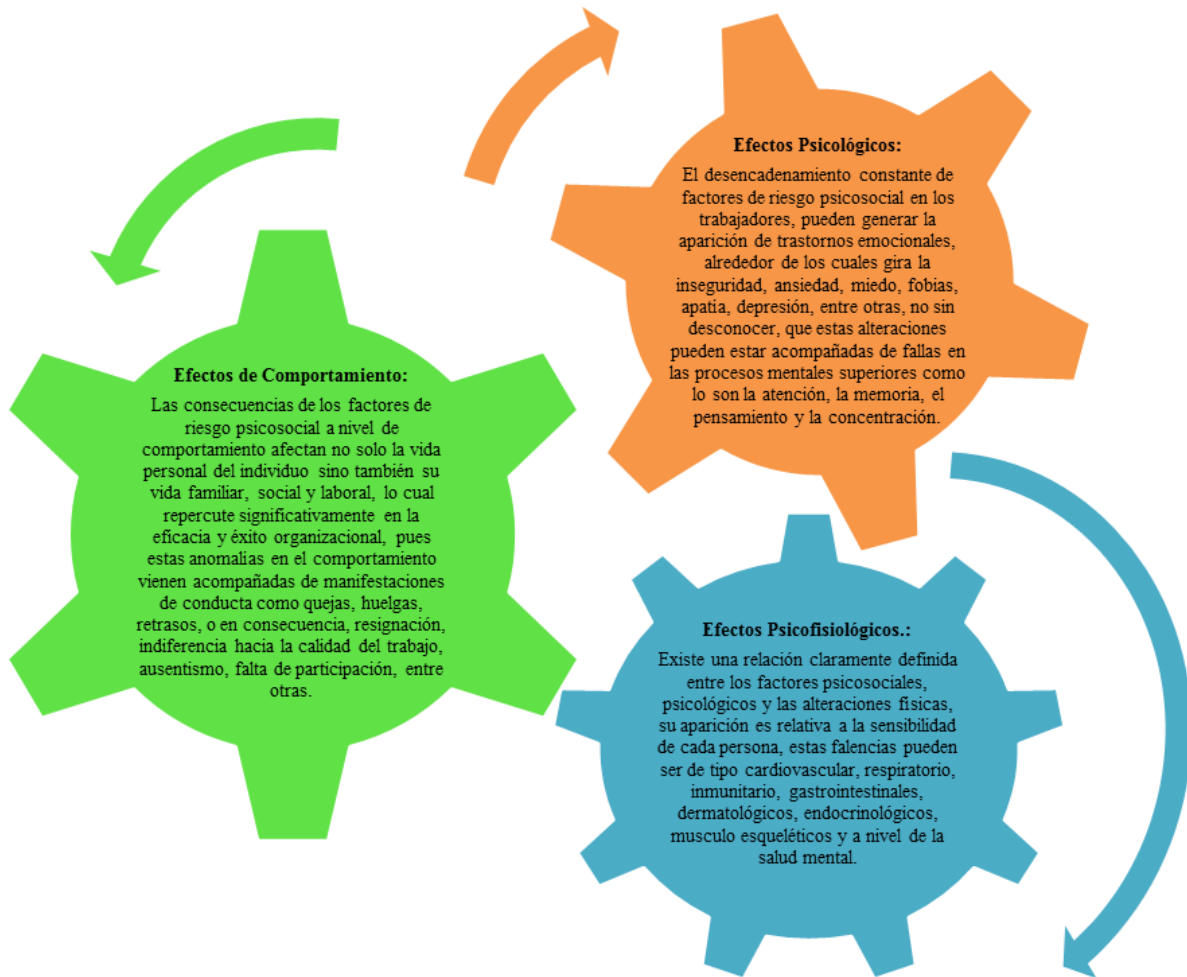 Efectos Psicológicos:
El desencadenamiento constante de
factores de riesgo psicosocial en los
trabajadores, pueden generar la
aparición de trastornos emocionales,
alrededor de los cuales gira la
inseguridad, ansiedad, miedo, fobias,
apatía, depresión, entre otras, no sin
desconocer, que estas alteraciones
pueden estar acompañadas de fallas en
las procesos mentales superiores como
lo son la atención, la memoria, el
pensamiento y la concentración.
Efectos de Comportamiento:
Las consecuencias de los factores de
riesgo psicosocial a nivel de
comportamiento afectan no solo la vida
personal del individuo sino también su
vida familiar, social y laboral, lo cual
repercute significativamente en la
eficacia y éxito organizacional, pues
estas anomalías en el comportamiento
vienen acompañadas de manifestaciones
de conducta como quejas, huelgas,
retrasos, o en consecuencia, resignación,
indiferencia hacia la calidad del trabajo,
ausentismo, falta de participación, entre
otras.
Efectos Psicofisiológicos.:
Existe una relación claramente definida
entre los factores psicosociales,
psicológicos y las alteraciones físicas,
su aparición es relativa a la sensibilidad
de cada persona, estas falencias pueden
ser de tipo cardiovascular, respiratorio,
inmunitario, gastrointestinales,
dermatológicos, endocrinológicos,
musculo esqueléticos y a nivel de la
salud mental.